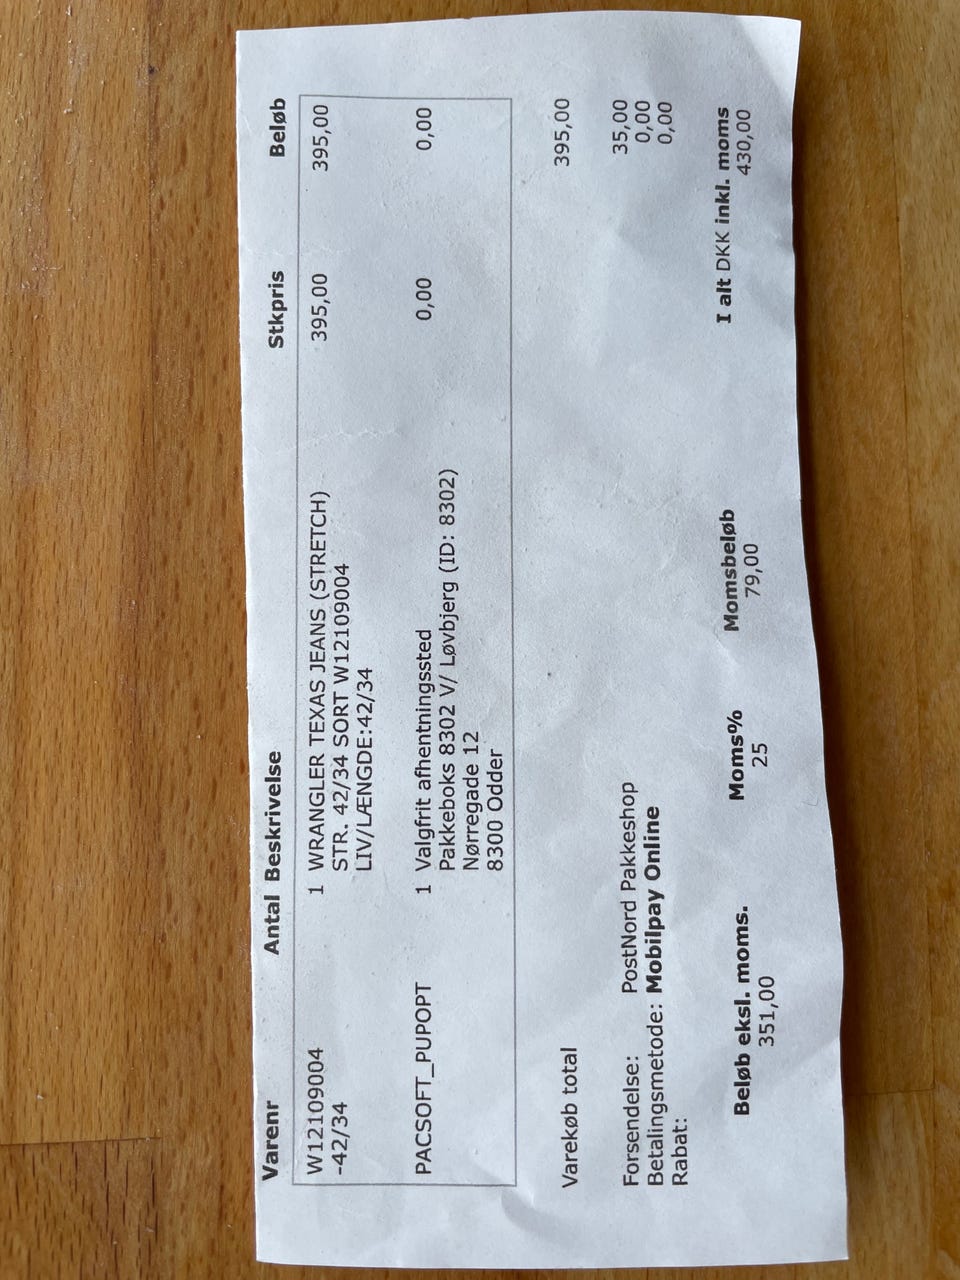 Varenr Antal Beskrivelse Stkpris Beløb
W12109004 1 WRANGLER TEXAS JEANS (STRETCH) 395,00 395,00
-42/34 STR. 42/34 SORT W12109004
LIV/LÆNGDE:42/34
PACSOFT_PUPOPT 1 Valgfrit afhentningssted 0,00 0,00
Pakkeboks 8302 V/ Løvbjerg (ID: 8302)
Nørregade 12
8300 Odder
Varekøb total 395,00
Forsendelse: PostNord Pakkeshop 35,00
Betalingsmetode: Mobilpay Online 0,00
Rabat: 0,00
Beløb eksl. moms. Moms% Momsbeløb I alt DKK inkl. moms
351,00 25 79,00 430,00